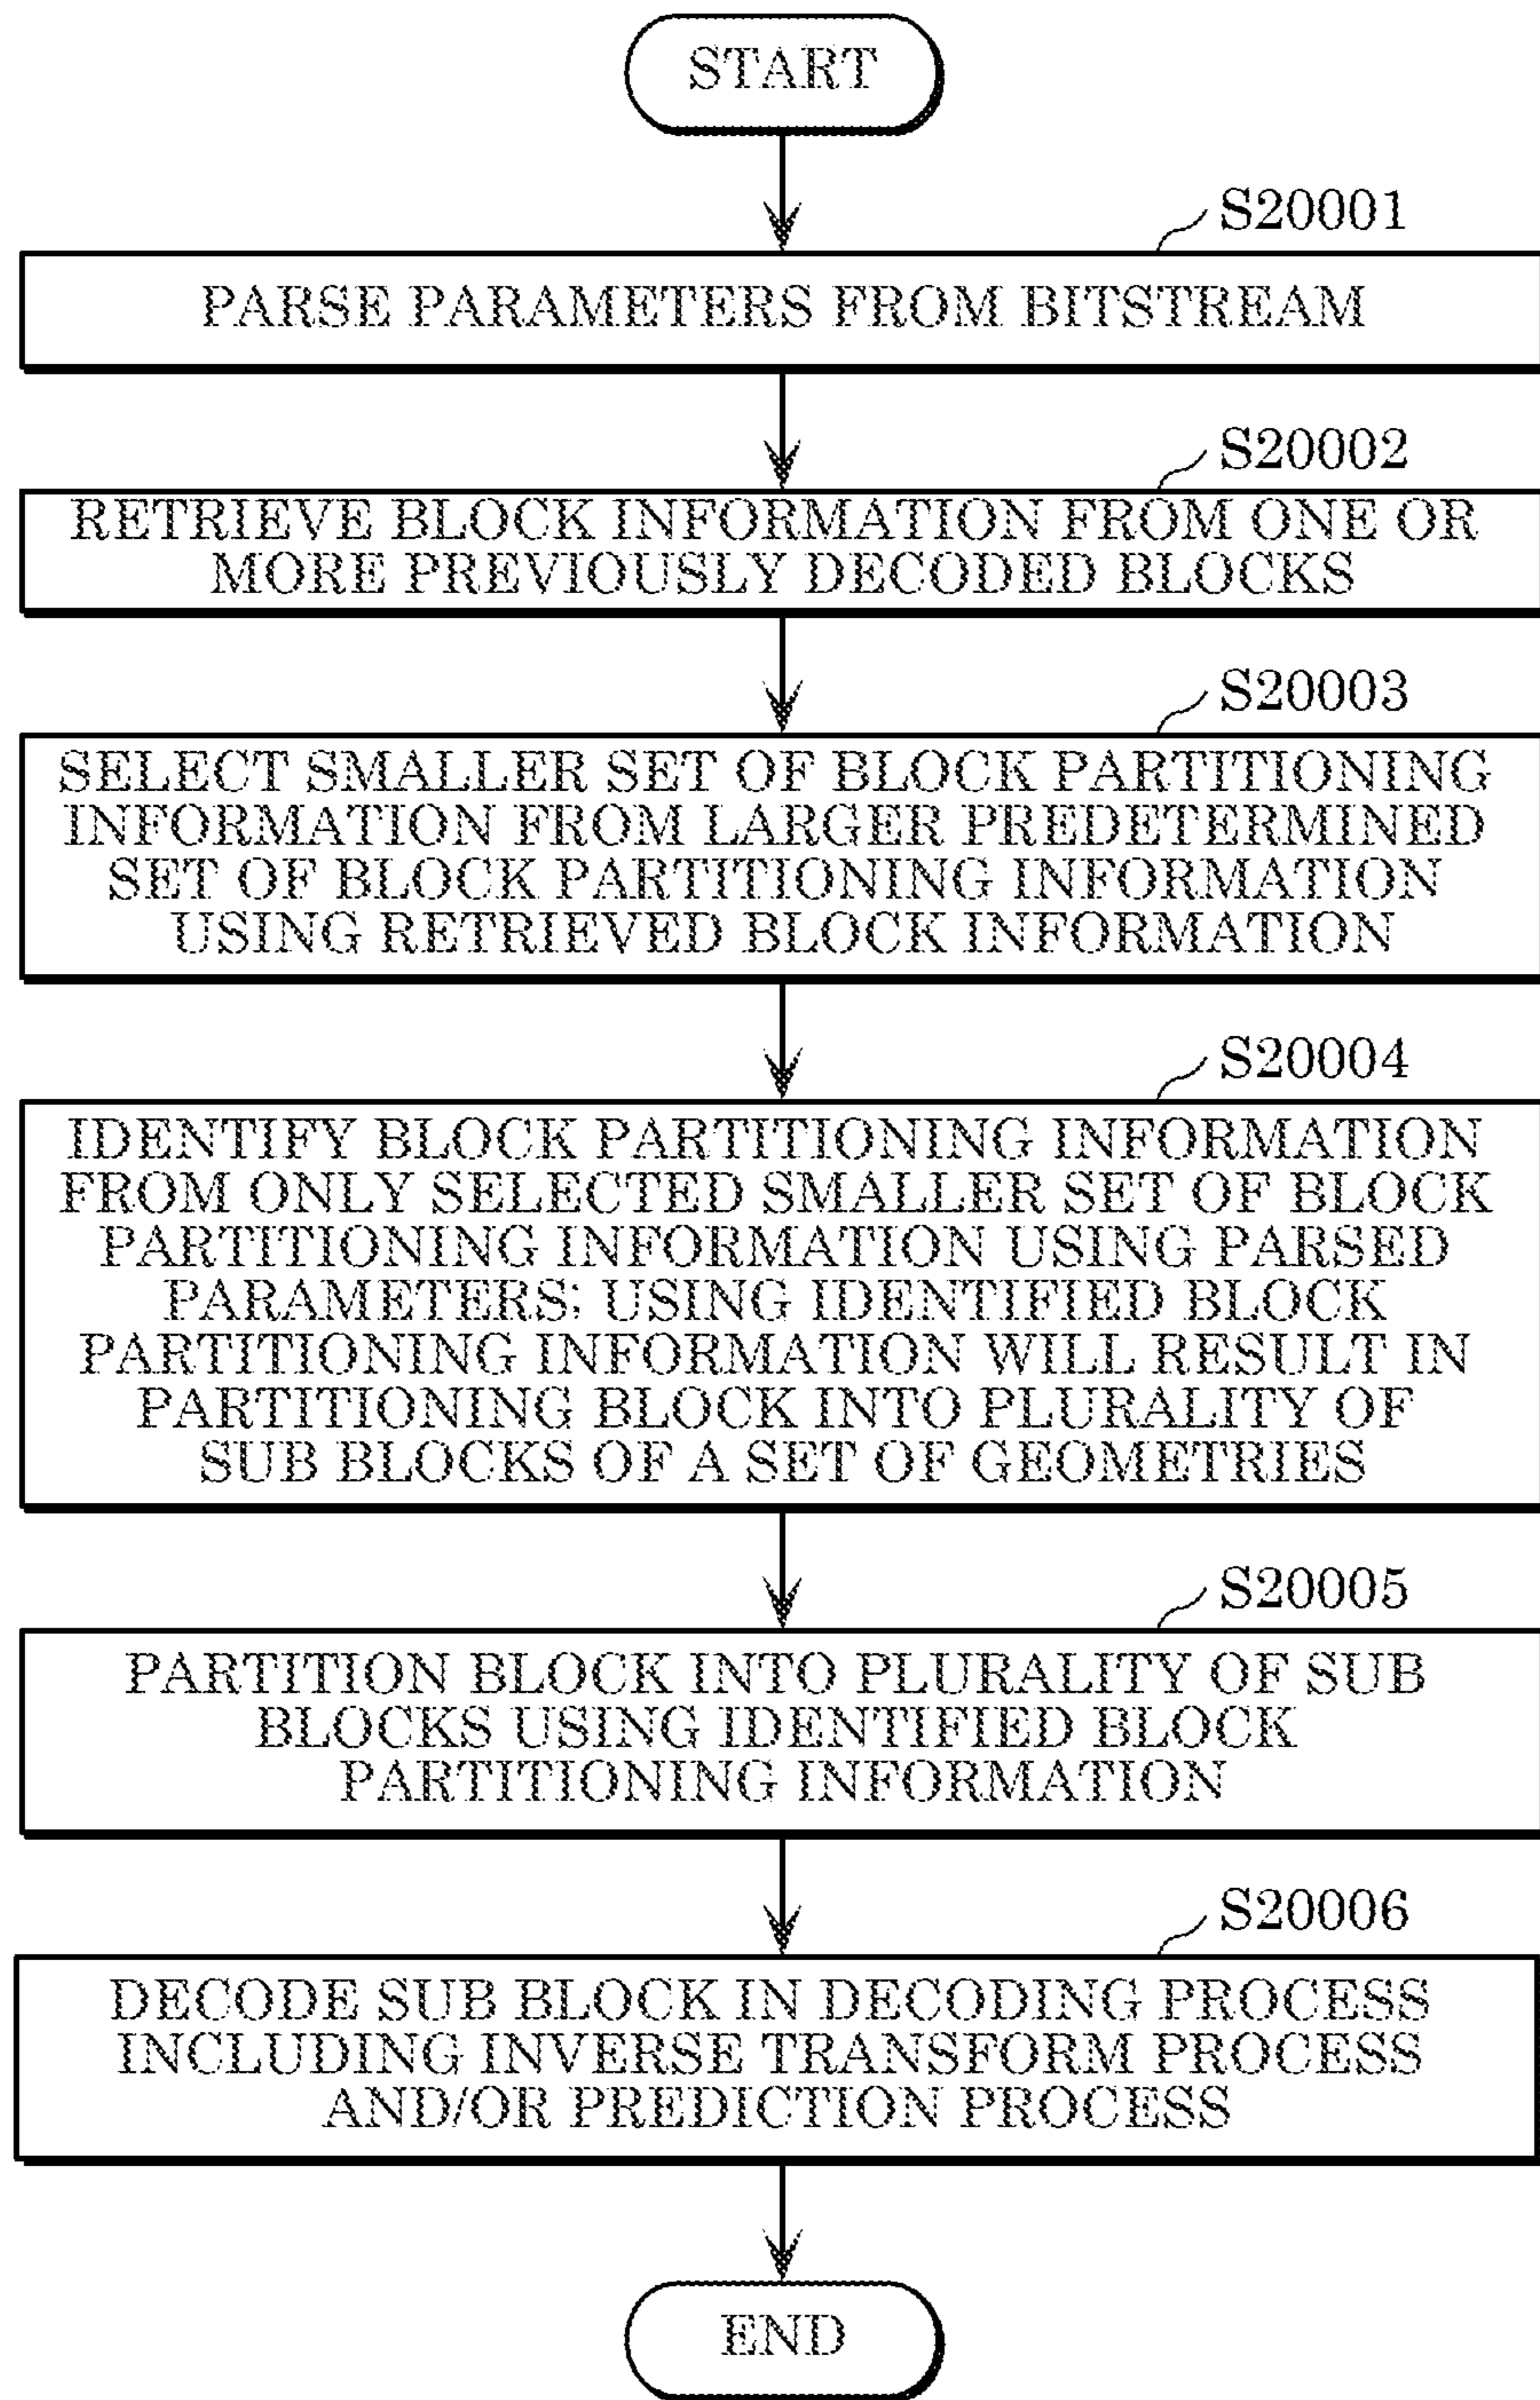 START
S20001
PARSE PARAMETERS FROM BITSTREAM
S20002
RETRIEVE BLOCK INFORMATION FROM ONE OR
MORE PREVIOUSLY DECODED BLOCKS
S20003
SELECT SMALLER SET OF BLOCK PARTITIONING
INFORMATION FROM LARGER PREDETERMINED
SET OF BLOCK PARTITIONING INFORMATION
USING RETRIEVED BLOCK INFORMATION
S20004
IDENTIFY BLOCK PARTITIONING INFORMATION
FROM ONLY SELECTED SMALLER SET OF BLOCK
PARTITIONING INFORMATION USING PARSED
PARAMETERS; USING IDENTIFIED BLOCK
PARTITIONING INFORMATION WILL RESULT IN
PARTITIONING BLOCK INTO PLURALITY OF
SUB BLOCKS OF A SET OF GEOMETRIES
S20005
PARTITION BLOCK INTO PLURALITY OF SUB
BLOCKS USING IDENTIFIED BLOCK
PARTITIONING INFORMATION
S20006
DECODE SUB BLOCK IN DECODING PROCESS
INCLUDING INVERSE TRANSFORM PROCESS
AND/OR PREDICTION PROCESS
END